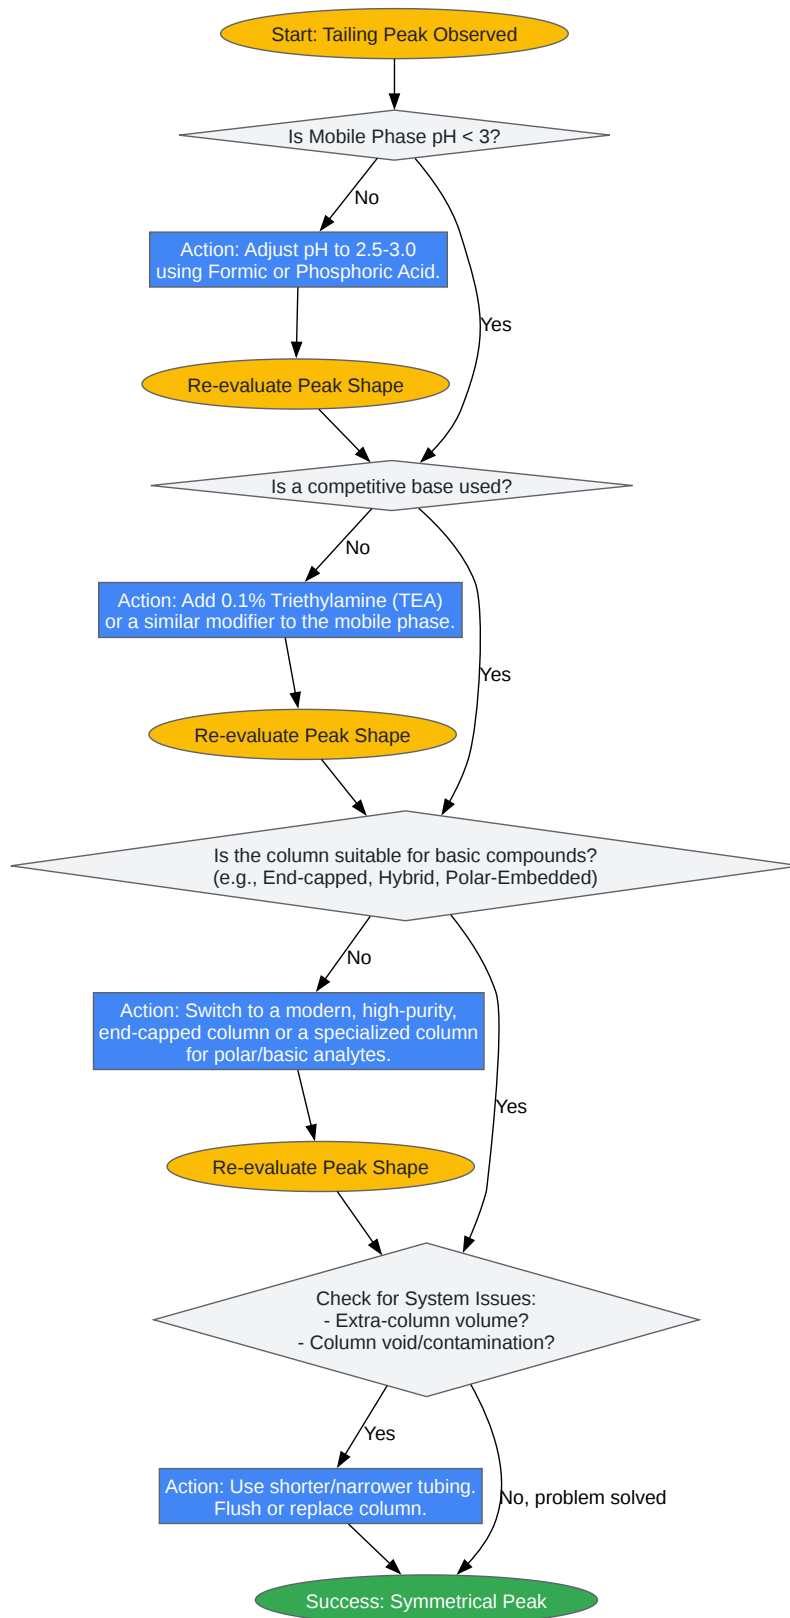 Start: Tailing Peak Observed
Is Mobile Phase pH < 3?
No
Action: Adjust pH to 2.5-3.0
using Formic or Phosphoric Acid.
Yes
Re-evaluate Peak Shape
Is a competitive base used?
No
Action: Add 0.1% Triethylamine (TEA)
or a similar modifier to the mobile phase.
Yes
Re-evaluate Peak Shape
Is the column suitable for basic compounds?
(e.g., End-capped, Hybrid, Polar-Embedded)
No
Action: Switch to a modern, high-purity,
end-capped column or a specialized column
for polar/basic analytes.
Yes
Re-evaluate Peak Shape
Check for System Issues:
- Extra-column volume?
- Column void/contamination?
Yes
Action: Use shorter/narrower tubing.
Flush or replace column.
No, problem solved
Success: Symmetrical Peak